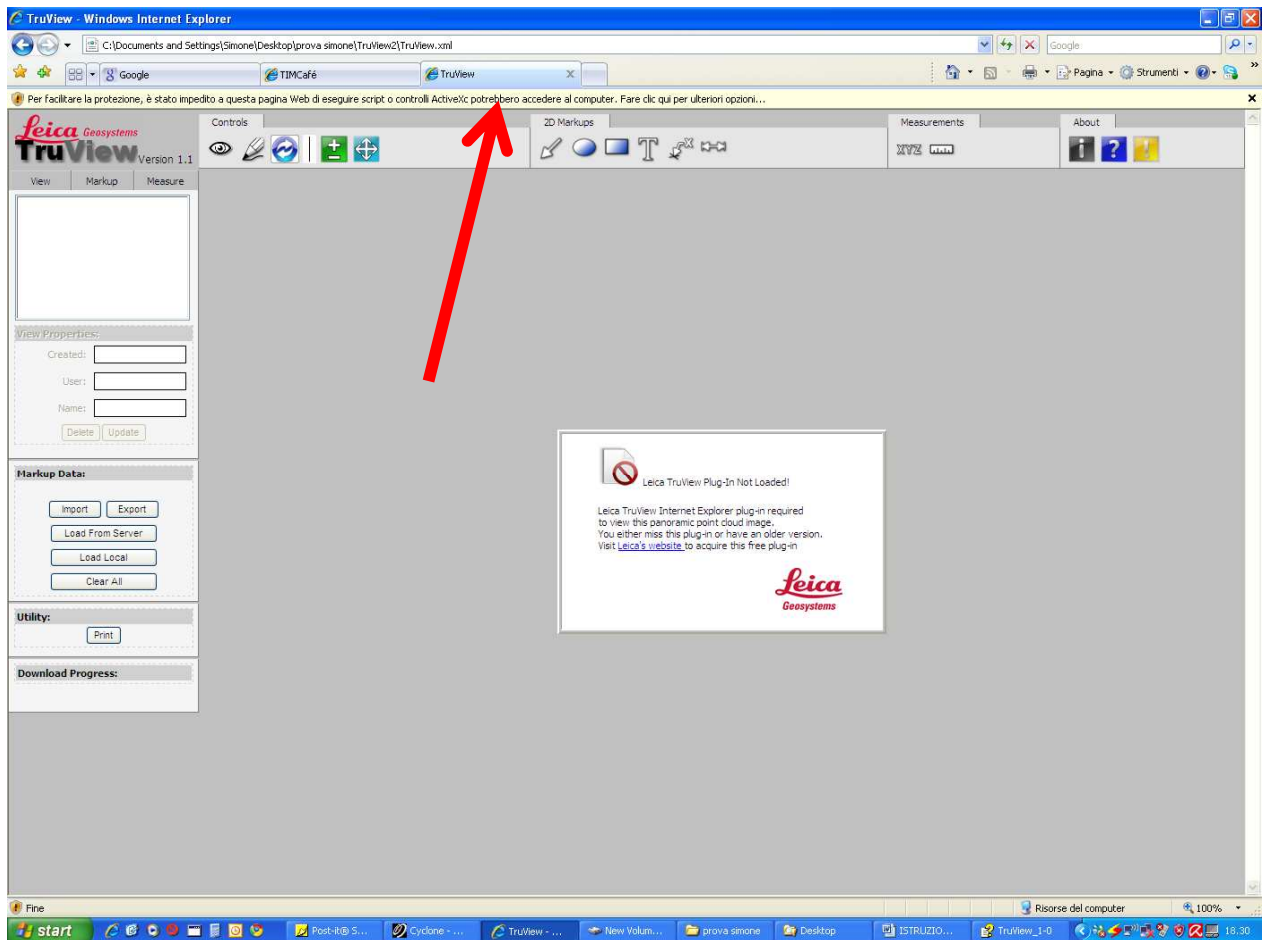 TruView - Windows Internet Explorer
C:\Documents and Settings\Simone\Desktop\prova simone\TruView2\TruView.xml
Google
Google
TIMCafé
TruView
Pagina
Strumenti
Per facilitare la protezione, è stato impedito a questa pagina Web di eseguire script o controlli ActiveXc potrebbero accedere al computer. Fare clic qui per ulteriori opzioni...
Leica Geosystems
TruView Version 1.1
Controls
2D Markups
Measurements
About
XYZ
View Markup Measure
View Properties:
Created:
User:
Name:
Delete Update
Markup Data:
Import Export
Load From Server
Load Local
Clear All
Utility:
Print
Download Progress:
Leica TruView Plug-In Not Loaded!
Leica TruView Internet Explorer plug-in required
to view this panoramic point cloud image.
You either miss this plug-in or have an older version.
Visit Leica's website to acquire this free plug-in
Leica
Geosystems
Fine
Risorse del computer
100%
start
Post-it® S...
Cyclone - ...
TruView - ...
New Volum...
prova simone
Desktop
ISTRUZIO...
TruView_1-0
18.30